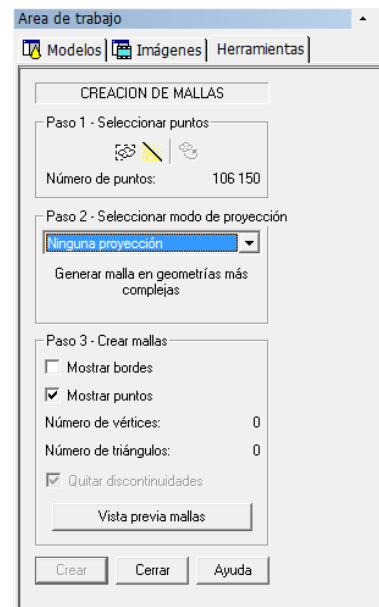 Area de trabajo
Modelos Imágenes Herramientas
CREACION DE MALLAS
Paso 1 - Seleccionar puntos
Número de puntos: 106 150
Paso 2 - Seleccionar modo de proyección
Ninguna proyección
Generar malla en geometrías más
complejas
Paso 3 - Crear mallas
Mostrar bordes
Mostrar puntos
Número de vértices: 0
Número de triángulos: 0
Quitar discontinuidades
Vista previa mallas
Crear Cerrar Ayuda